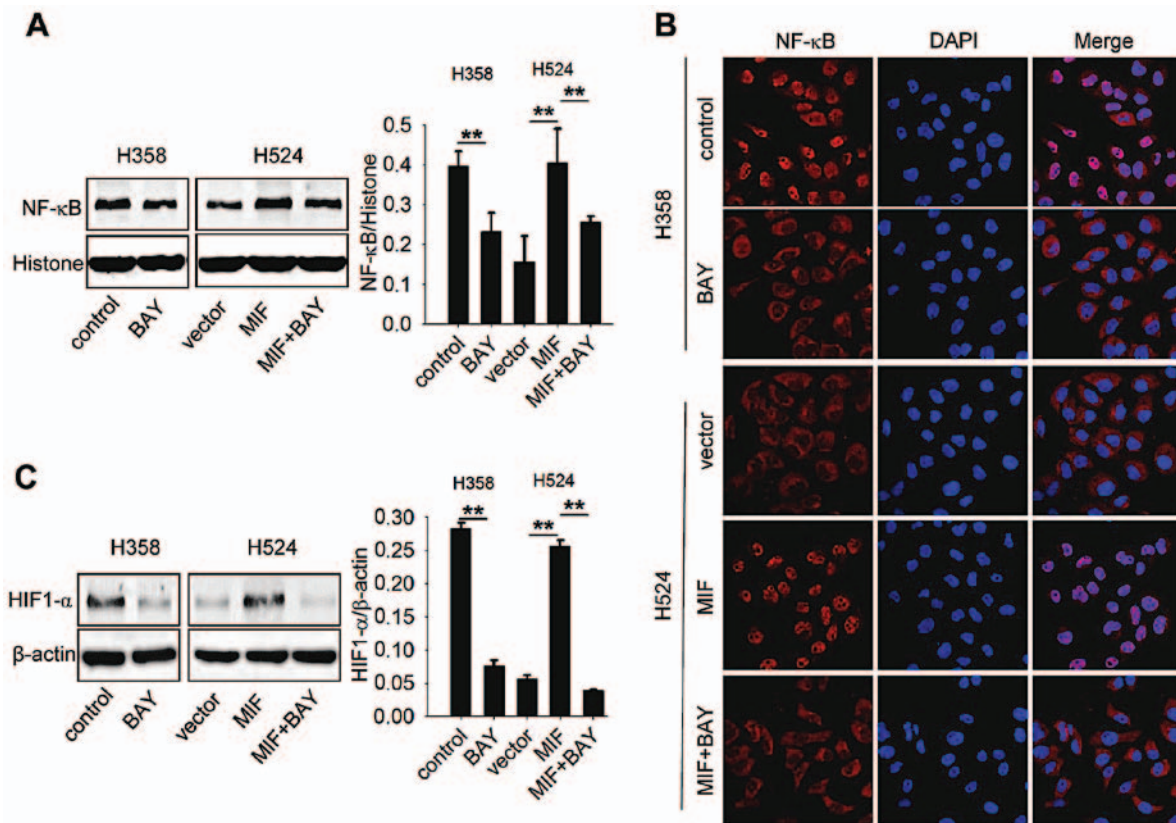 A
H358
H524
NF-κB
Histone
control
BAY
vector
MIF
MIF+BAY
H358
H524
**
**
**
NF-κB/Histone
0.5
0.4
0.3
0.2
0.1
0.0
control
BAY
vector
MIF
MIF+BAY
B
NF-κB
DAPI
Merge
H358
control
BAY
H524
vector
MIF
MIF+BAY
C
H358
H524
HIF1-α
β-actin
control
BAY
vector
MIF
MIF+BAY
H358
H524
**
**
**
HIF1-α/β-actin
0.30
0.25
0.20
0.15
0.10
0.05
0.00
control
BAY
vector
MIF
MIF+BAY